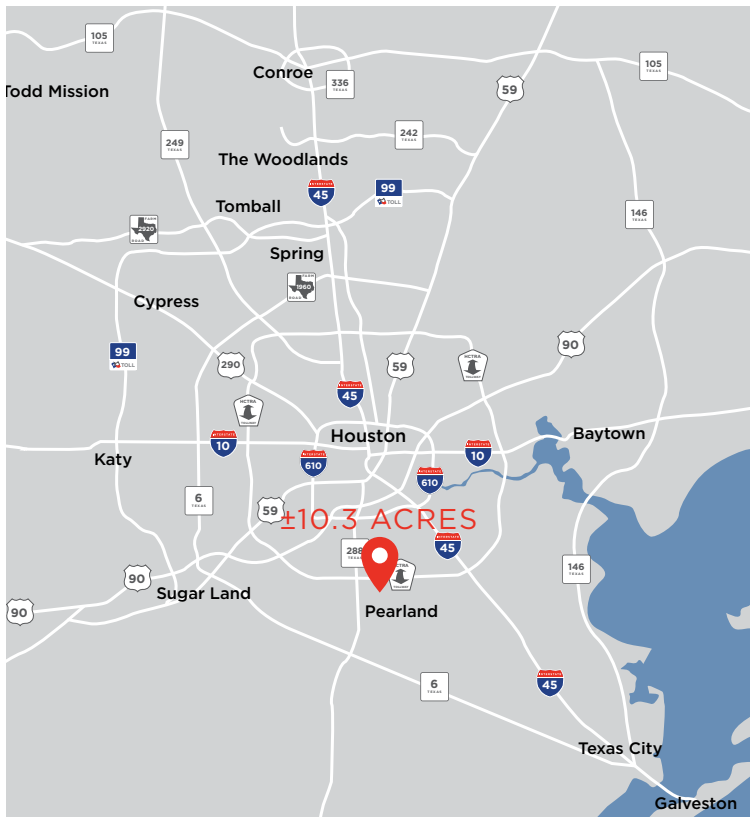 105
TEXAS
Conroe
336
TEXAS
59
105
TEXAS
Todd Mission
249
TEXAS
242
TEXAS
The Woodlands
INTERSTATE
45
99
TOLL
Tomball
146
TEXAS
FARM
2920
ROAD
Spring
FARM
1960
ROAD
Cypress
99
TOLL
290
59
HCTRA
TOLLWAY
90
HCTRA
TOLLWAY
INTERSTATE
45
Houston
INTERSTATE
10
INTERSTATE
610
INTERSTATE
10
Baytown
Katy
INTERSTATE
610
6
TEXAS
59
±10.3 ACRES
288
TEXAS
INTERSTATE
45
HCTRA
146
TEXAS
90
Sugar Land
90
Pearland
6
TEXAS
INTERSTATE
45
Texas City
Galveston